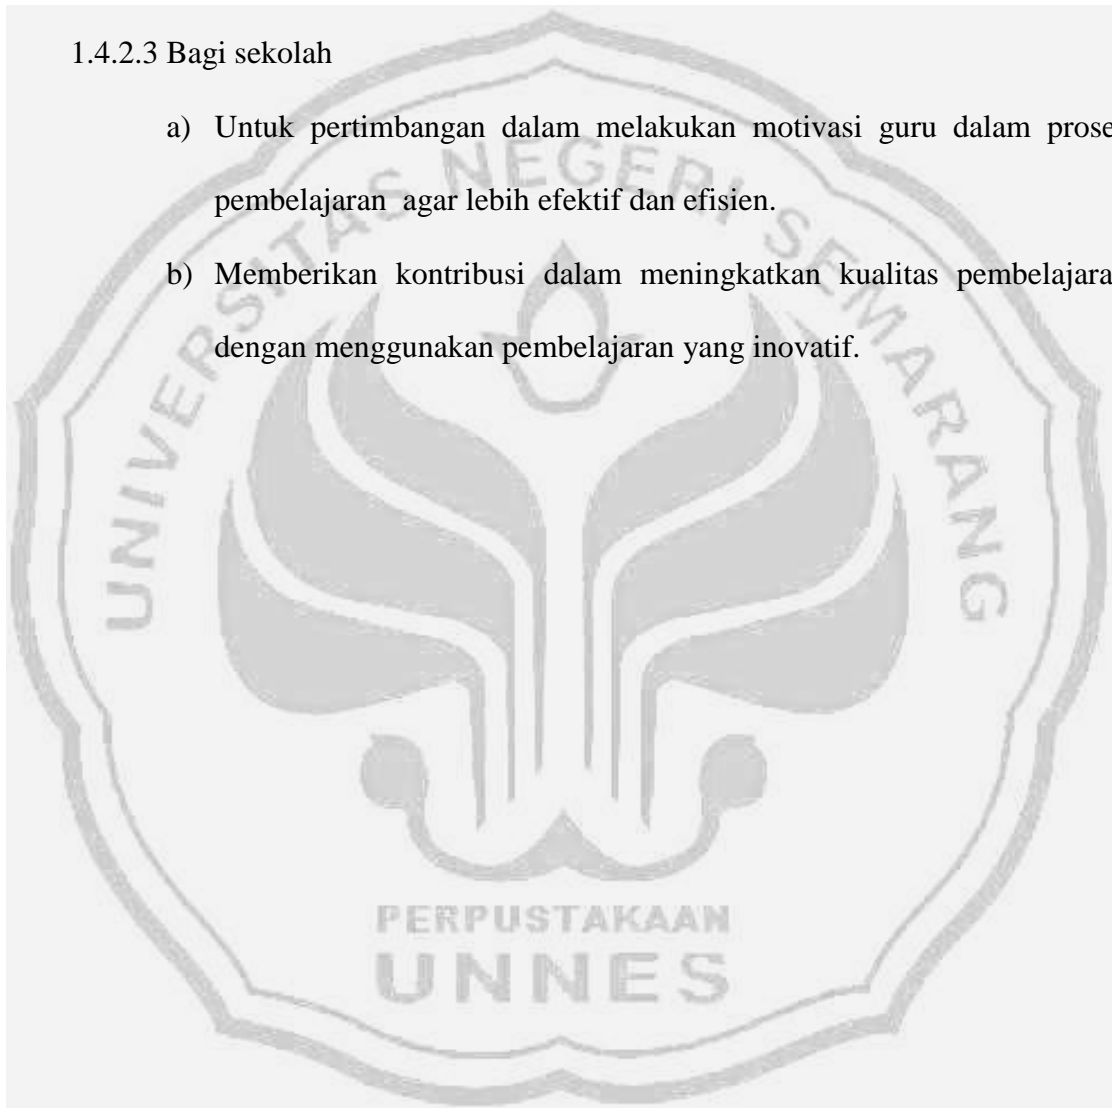 1.4.2.3 Bagi sekolah
a) Untuk pertimbangan dalam melakukan motivasi guru dalam prose
pembelajaran agar lebih efektif dan efisien.
b) Memberikan kontribusi dalam meningkatkan kualitas pembelajara
dengan menggunakan pembelajaran yang inovatif.
UNIVERSITAS NEGERI SEMARANG
PERPUSTAKAAN
UNNES